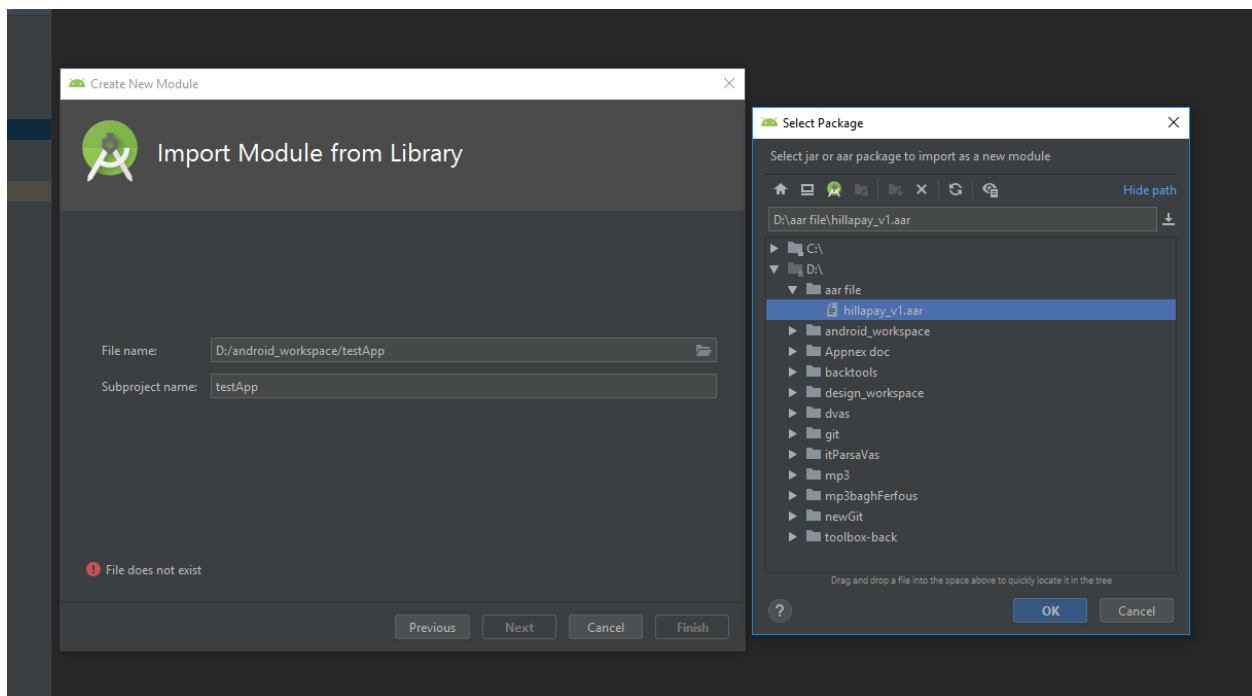 Create New Module
Import Module from Library
File name: D:/android_workspace/testApp
Subproject name: testApp
File does not exist
Previous Next Cancel Finish
Select Package
Select jar or aar package to import as a new module
Hide path
D:\aar file\hillapay_v1.aar
C:\
D:\
aar file
hillapay_v1.aar
android_workspace
Appnex doc
backtools
design_workspace
dvas
git
itParsaVas
mp3
mp3baghFerfous
newGit
toolbox-back
Drag and drop a file into the space above to quickly locate it in the tree
? OK Cancel